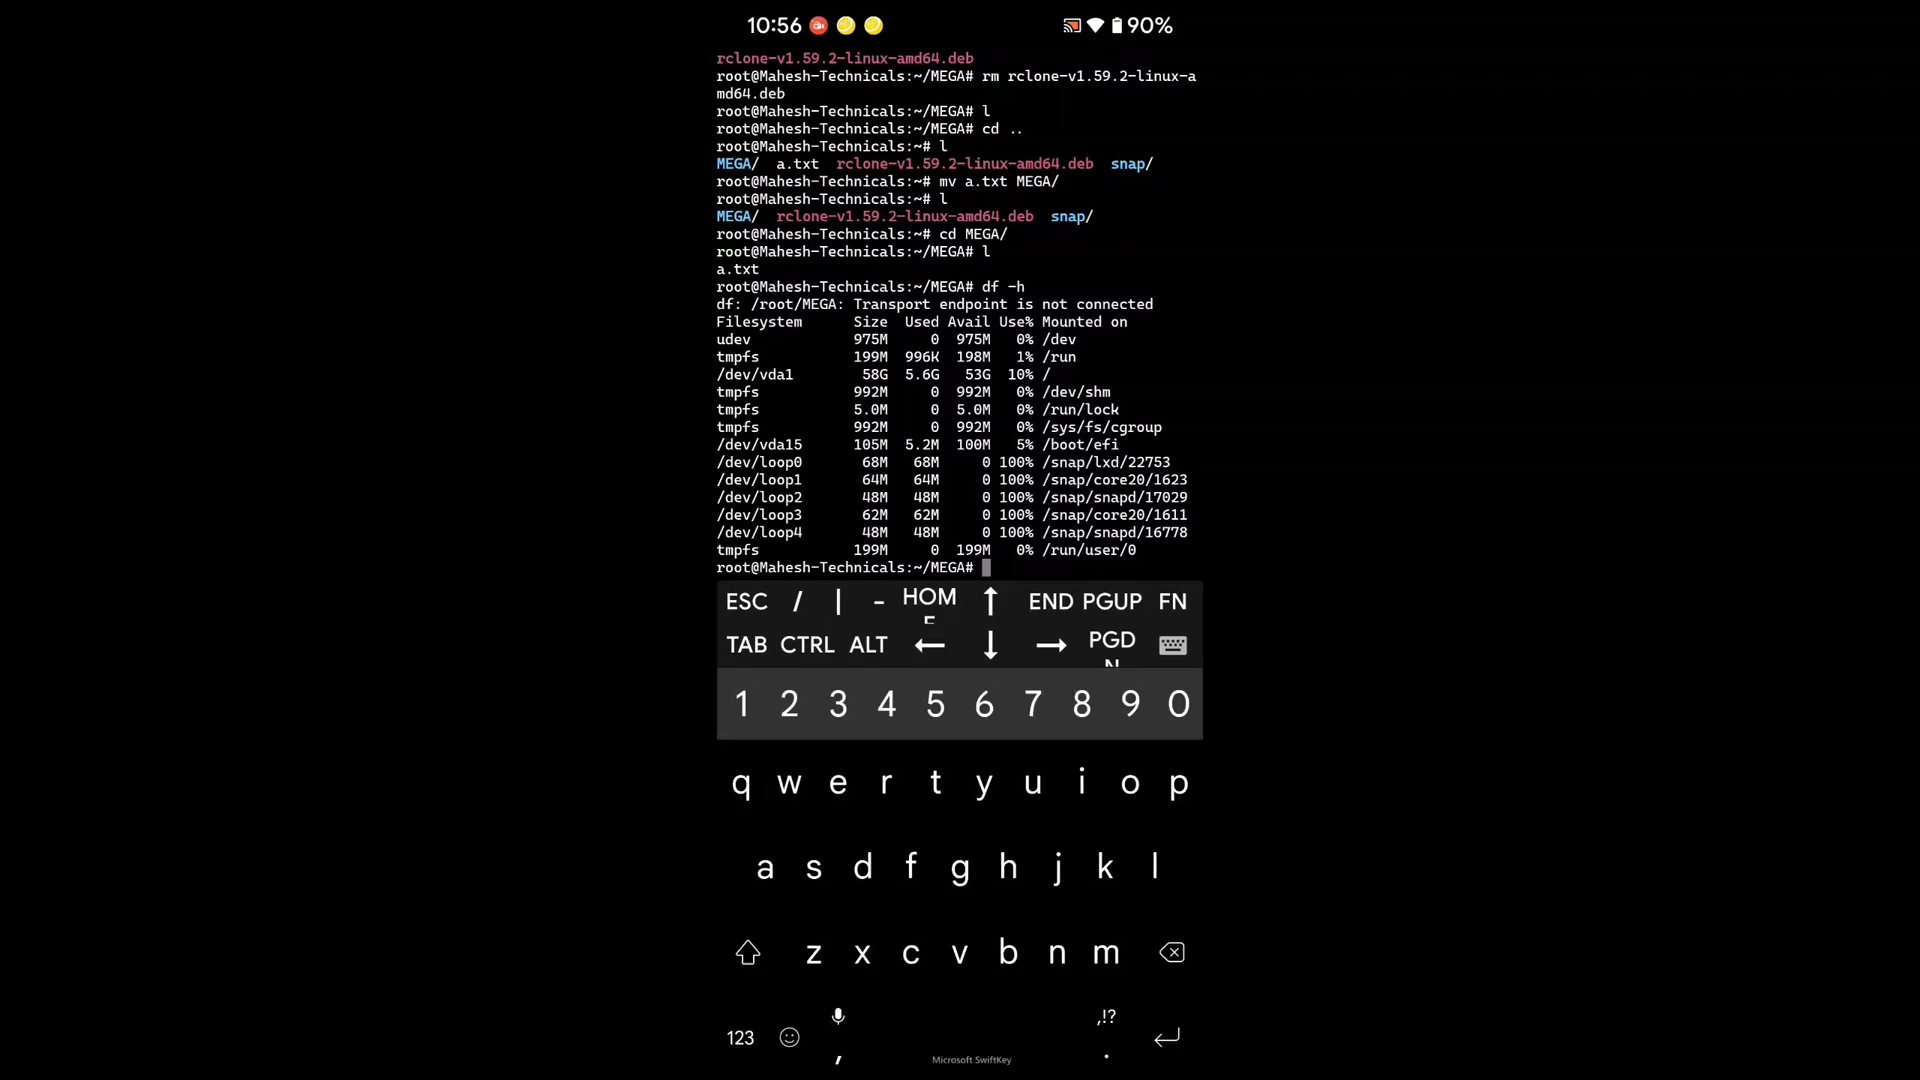 10:56 90%
rclone-v1.59.2-linux-amd64.deb
root@Mahesh-Technicals:~/MEGA# rm rclone-v1.59.2-linux-a
md64.deb
root@Mahesh-Technicals:~/MEGA# l
root@Mahesh-Technicals:~/MEGA# cd ..
root@Mahesh-Technicals:~# l
MEGA/  a.txt  rclone-v1.59.2-linux-amd64.deb  snap/
root@Mahesh-Technicals:~# mv a.txt MEGA/
root@Mahesh-Technicals:~# l
MEGA/  rclone-v1.59.2-linux-amd64.deb  snap/
root@Mahesh-Technicals:~# cd MEGA/
root@Mahesh-Technicals:~/MEGA# l
a.txt
root@Mahesh-Technicals:~/MEGA# df -h
df: /root/MEGA: Transport endpoint is not connected
Filesystem      Size  Used Avail Use% Mounted on
udev            975M     0  975M   0% /dev
tmpfs           199M  996K  198M   1% /run
/dev/vda1        58G  5.6G   53G  10% /
tmpfs           992M     0  992M   0% /dev/shm
tmpfs           5.0M     0  5.0M   0% /run/lock
tmpfs           992M     0  992M   0% /sys/fs/cgroup
/dev/vda15      105M  5.2M  100M   5% /boot/efi
/dev/loop0       68M   68M     0 100% /snap/lxd/22753
/dev/loop1       64M   64M     0 100% /snap/core20/1623
/dev/loop2       48M   48M     0 100% /snap/snapd/17029
/dev/loop3       62M   62M     0 100% /snap/core20/1611
/dev/loop4       48M   48M     0 100% /snap/snapd/16778
tmpfs           199M     0  199M   0% /run/user/0
root@Mahesh-Technicals:~/MEGA#
ESC / | - HOME ↑ END PGUP FN
TAB CTRL ALT ← ↓ → PGDN
1 2 3 4 5 6 7 8 9 0
q w e r t y u i o p
a s d f g h j k l
z x c v b n m
,!?
123 , .
Microsoft SwiftKey